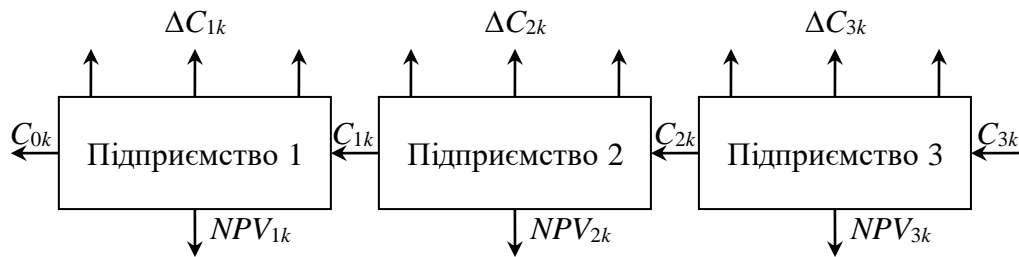 ΔC₁ₖ ΔC₂ₖ ΔC₃ₖ
C₀ₖ Підприємство 1 C₁ₖ Підприємство 2 C₂ₖ Підприємство 3 C₃ₖ
NPV₁ₖ NPV₂ₖ NPV₃ₖ